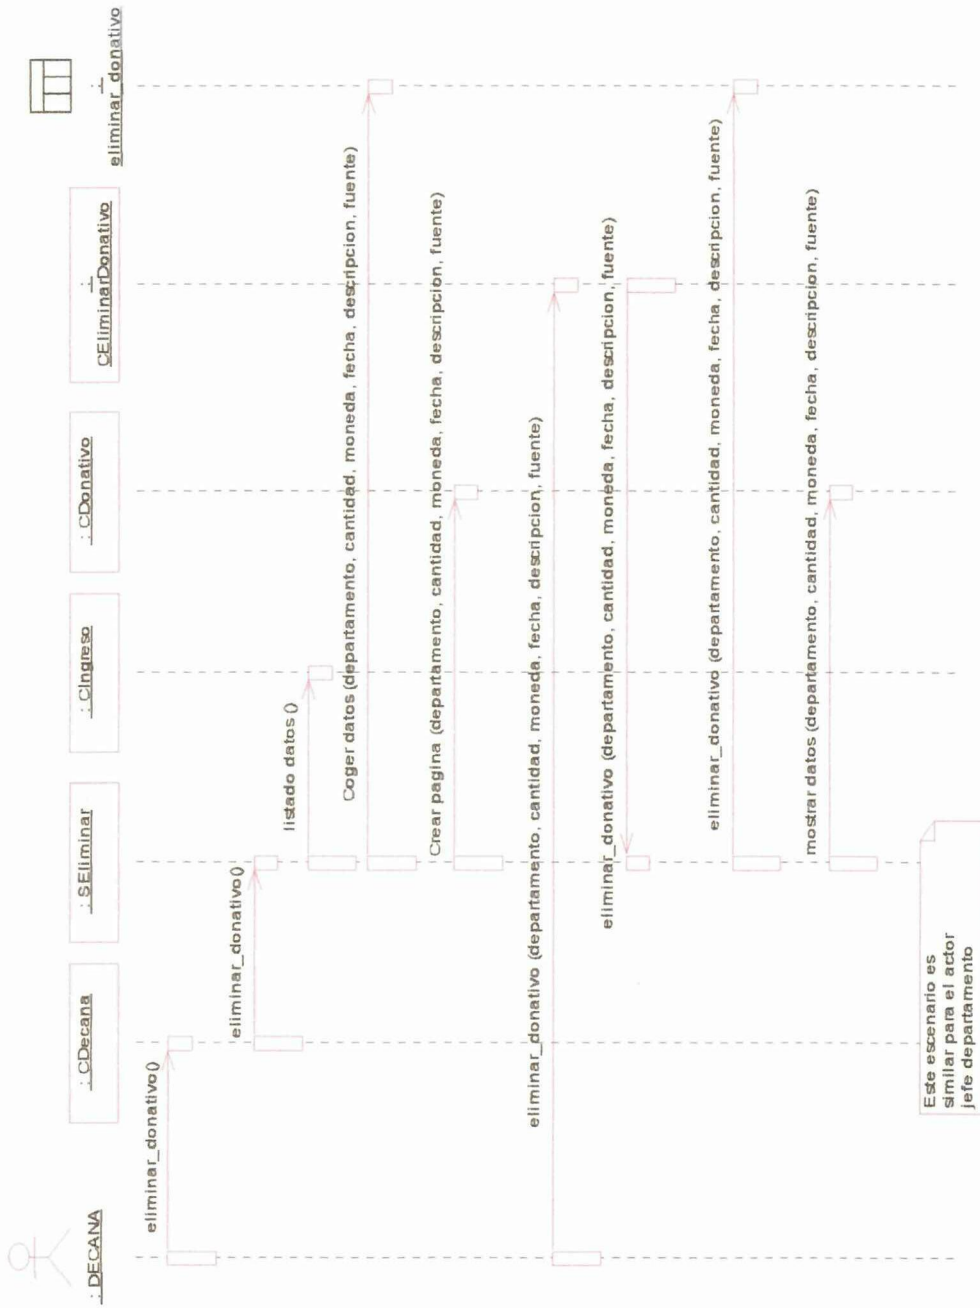 : DECANA
: CDecana
: SEliminar
: CIngreso
: CDonativo
:
CEliminarDonativo
:
eliminar_donativo
eliminar_donativo()
eliminar_donativo()
listado datos ()
Coger datos (departamento, cantidad, moneda, fecha, descripcion, fuente)
Crear pagina (departamento, cantidad, moneda, fecha, descripcion, fuente)
eliminar_donativo (departamento, cantidad, moneda, fecha, descripcion, fuente)
eliminar_donativo (departamento, cantidad, moneda, fecha, descripcion, fuente)
eliminar_donativo (departamento, cantidad, moneda, fecha, descripcion, fuente)
mostrar datos (departamento, cantidad, moneda, fecha, descripcion, fuente)
Este escenario es
similar para el actor
jefe departamento